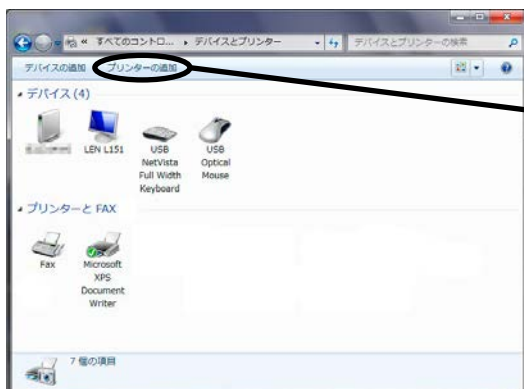 « すべてのコントロ... ▸ デバイスとプリンター
デバイスとプリンターの検索
デバイスの追加 プリンターの追加
デバイス (4)
LEN L151
USB NetVista Full Width Keyboard
USB Optical Mouse
プリンターと FAX
Fax
Microsoft XPS Document Writer
7 個の項目